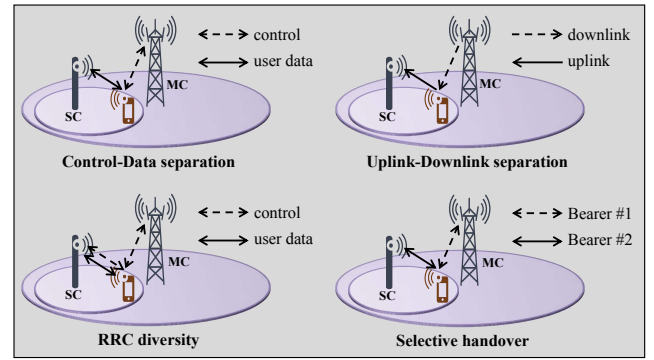 control
user data
MC
SC
Control-Data separation
downlink
uplink
MC
SC
Uplink-Downlink separation
control
user data
MC
SC
RRC diversity
Bearer #1
Bearer #2
MC
SC
Selective handover